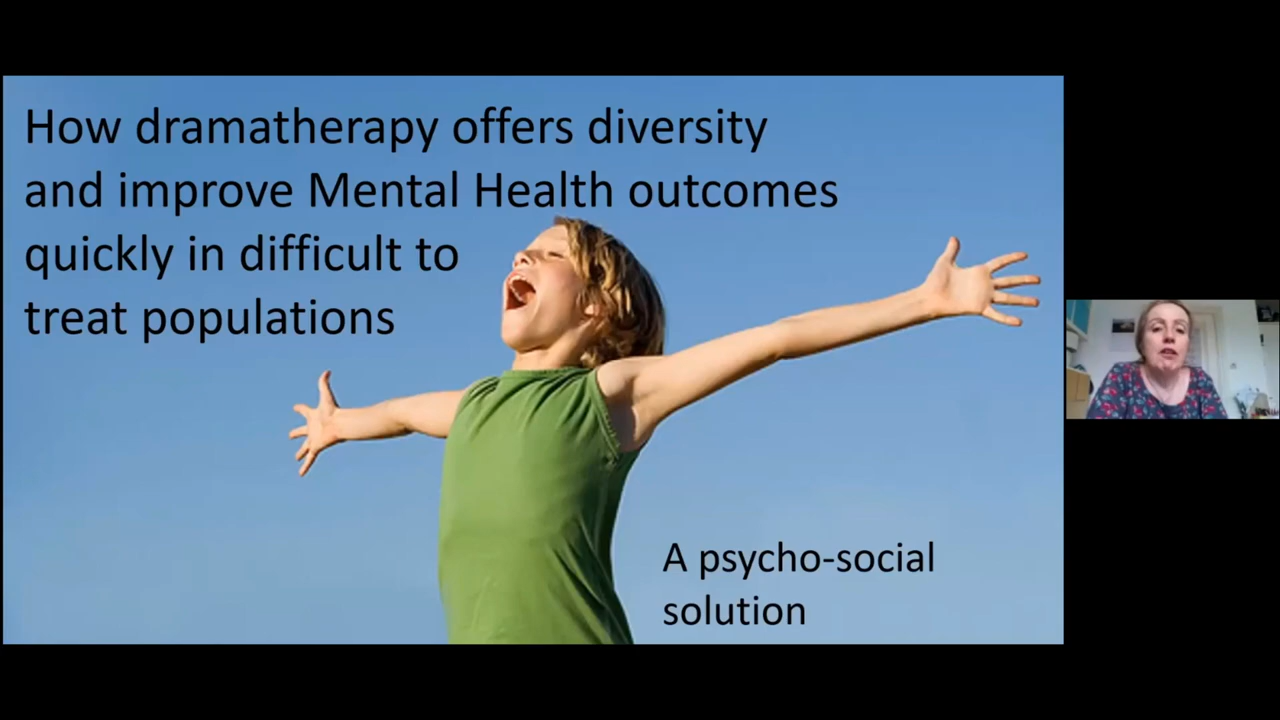 How dramatherapy offers diversity
and improve Mental Health outcomes
quickly in difficult to
treat populations
A psycho-social
solution